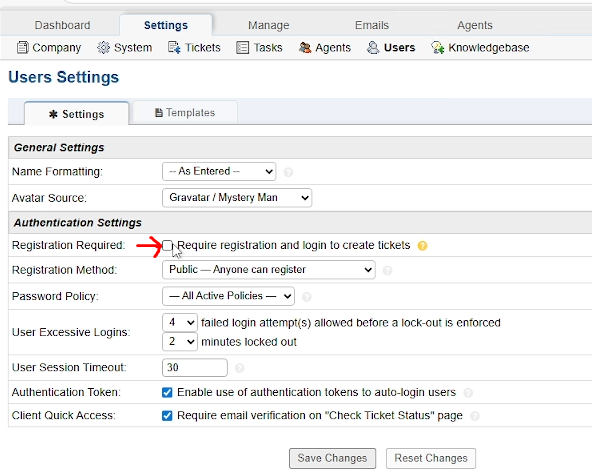 Dashboard Settings Manage Emails Agents
Company System Tickets Tasks Agents Users Knowledgebase
Users Settings
Settings Templates
General Settings
Name Formatting: -- As Entered --
Avatar Source: Gravatar / Mystery Man
Authentication Settings
Registration Required: Require registration and login to create tickets
Registration Method: Public — Anyone can register
Password Policy: — All Active Policies —
User Excessive Logins: 4 failed login attempt(s) allowed before a lock-out is enforced
2 minutes locked out
User Session Timeout: 30
Authentication Token: Enable use of authentication tokens to auto-login users
Client Quick Access: Require email verification on "Check Ticket Status" page
Save Changes Reset Changes